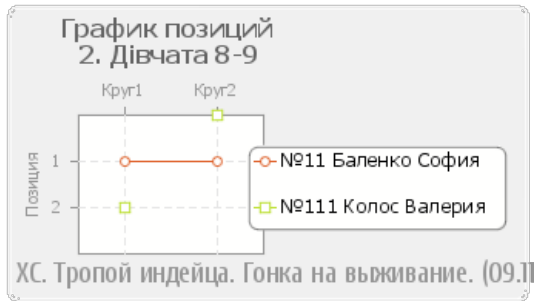 График позиций
2. Дівчата 8-9
Круг1 Круг2
Позиция
1
2
№11 Баленко София
№111 Колос Валерия
ХС. Тропой индейца. Гонка на выживание. (09.11